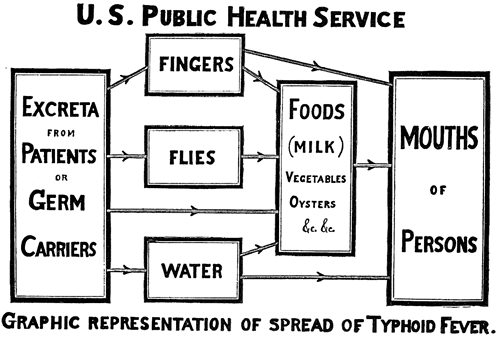 U. S. PUBLIC HEALTH SERVICE
EXCRETA
FROM
PATIENTS
OR
GERM
CARRIERS
FINGERS
FLIES
WATER
FOODS
(MILK)
VEGETABLES
OYSTERS
&c. &c.
MOUTHS
OF
PERSONS
GRAPHIC REPRESENTATION OF SPREAD OF TYPHOID FEVER.